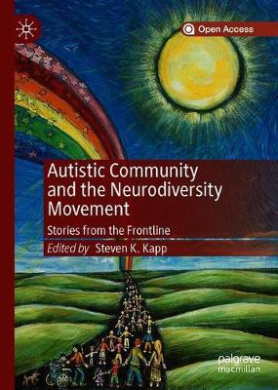 Open Access
Autistic Community
and the Neurodiversity
Movement
Stories from the Frontline
Edited by Steven K. Kapp
palgrave
macmillan